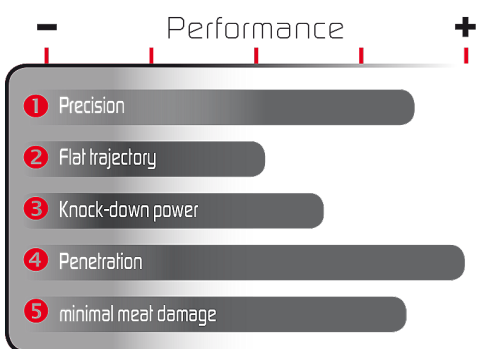 − Performance +
1 Precision
2 Flat trajectory
3 Knock-down power
4 Penetration
5 minimal meat damage